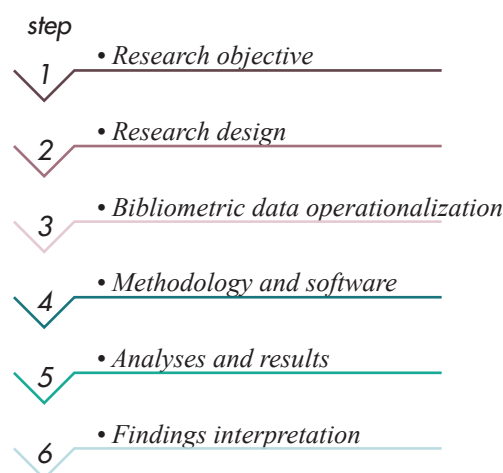 step
1 • Research objective
2 • Research design
3 • Bibliometric data operationalization
4 • Methodology and software
5 • Analyses and results
6 • Findings interpretation